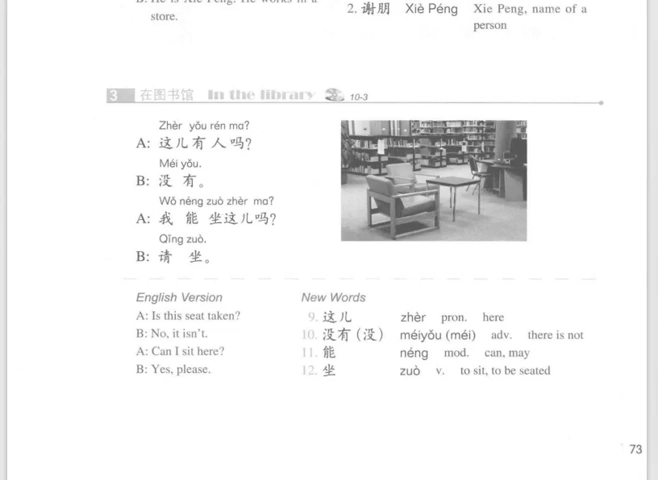 store.
2. 谢朋 Xiè Péng Xie Peng, name of a
person
3 在图书馆 In the library 10-3
Zhèr yǒu rén ma?
A: 这儿有人吗?
Méi yǒu.
B: 没 有。
Wǒ néng zuò zhèr ma?
A: 我 能 坐这儿吗?
Qǐng zuò.
B: 请 坐。
English Version
A: Is this seat taken?
B: No, it isn't.
A: Can I sit here?
B: Yes, please.
New Words
9. 这儿 zhèr pron. here
10. 没有(没) méiyǒu (méi) adv. there is not
11. 能 néng mod. can, may
12. 坐 zuò v. to sit, to be seated
73